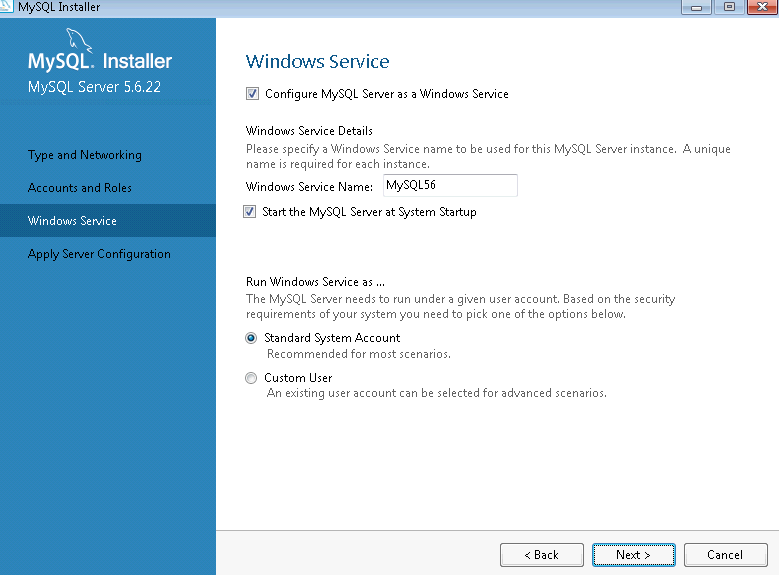 MySQL Installer
MySQL. Installer
MySQL Server 5.6.22
Type and Networking
Accounts and Roles
Windows Service
Apply Server Configuration
Windows Service
Configure MySQL Server as a Windows Service
Windows Service Details
Please specify a Windows Service name to be used for this MySQL Server instance. A unique
name is required for each instance.
Windows Service Name: MySQL56
Start the MySQL Server at System Startup
Run Windows Service as ...
The MySQL Server needs to run under a given user account. Based on the security
requirements of your system you need to pick one of the options below.
Standard System Account
Recommended for most scenarios.
Custom User
An existing user account can be selected for advanced scenarios.
< Back Next > Cancel